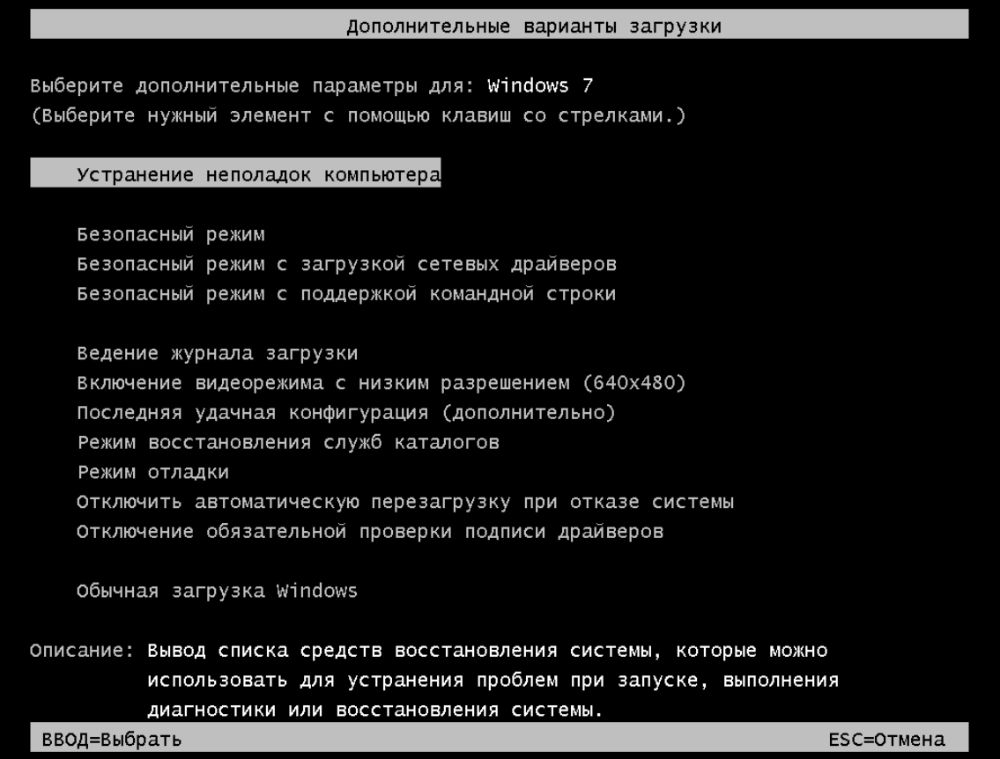 Дополнительные варианты загрузки
Выберите дополнительные параметры для: Windows 7
(Выберите нужный элемент с помощью клавиш со стрелками.)
Устранение неполадок компьютера
Безопасный режим
Безопасный режим с загрузкой сетевых драйверов
Безопасный режим с поддержкой командной строки
Ведение журнала загрузки
Включение видеорежима с низким разрешением (640x480)
Последняя удачная конфигурация (дополнительно)
Режим восстановления служб каталогов
Режим отладки
Отключить автоматическую перезагрузку при отказе системы
Отключение обязательной проверки подписи драйверов
Обычная загрузка Windows
Описание: Вывод списка средств восстановления системы, которые можно
использовать для устранения проблем при запуске, выполнения
диагностики или восстановления системы.
ВВОД=Выбрать ESC=Отмена